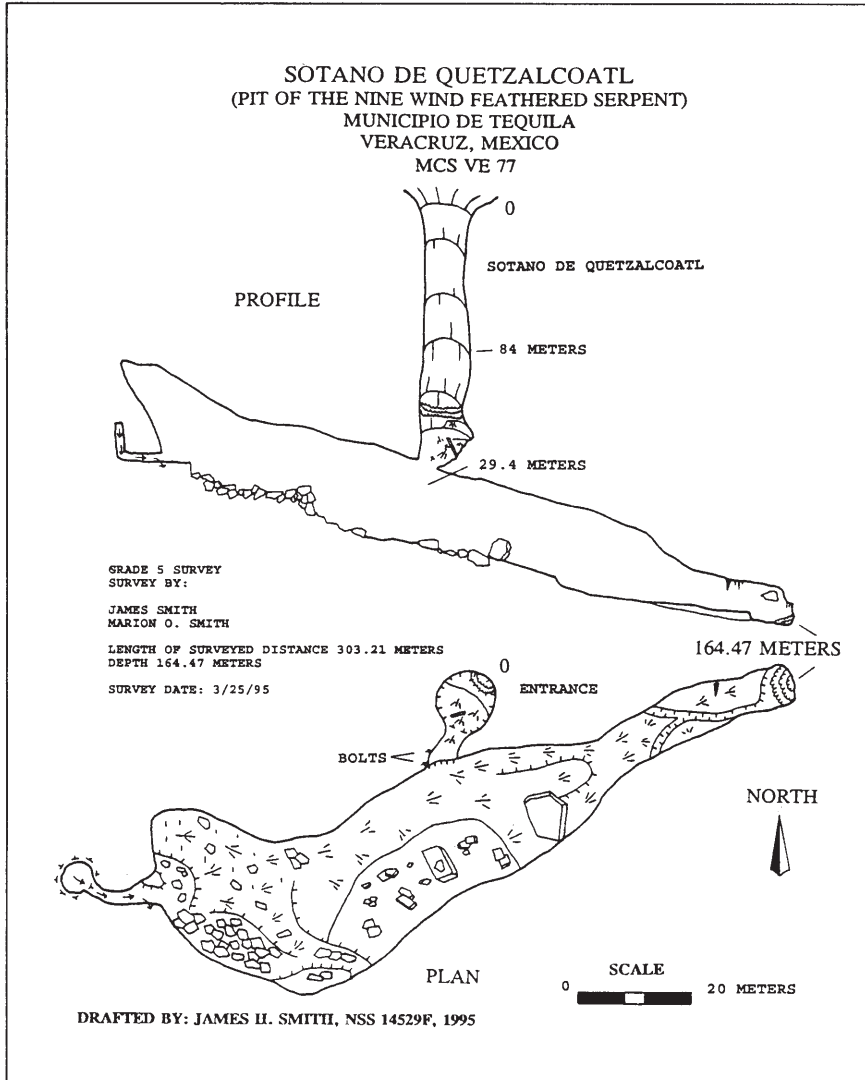 SOTANO DE QUETZALCOATL
(PIT OF THE NINE WIND FEATHERED SERPENT)
MUNICIPIO DE TEQUILA
VERACRUZ, MEXICO
MCS VE 77
0
SOTANO DE QUETZALCOATL
PROFILE
84 METERS
29.4 METERS
GRADE 5 SURVEY
SURVEY BY:
JAMES SMITH
MARION O. SMITH
LENGTH OF SURVEYED DISTANCE 303.21 METERS
DEPTH 164.47 METERS
SURVEY DATE: 3/25/95
164.47 METERS
0
ENTRANCE
BOLTS
NORTH
PLAN
SCALE
0 20 METERS
DRAFTED BY: JAMES H. SMITH, NSS 14529F, 1995